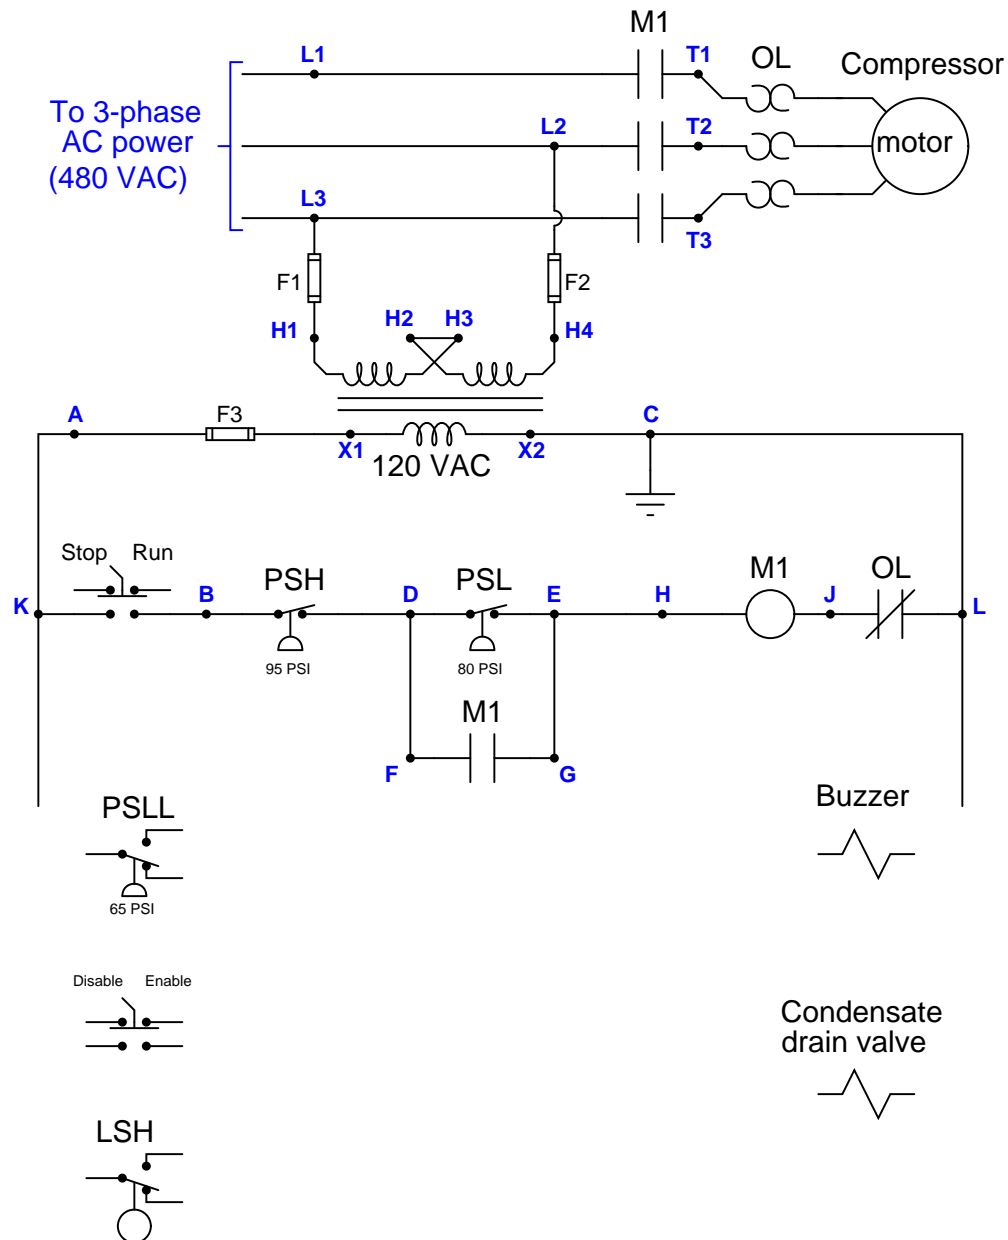 M1
L1
T1
OL
Compressor
To 3-phase
AC power
(480 VAC)
L2
T2
motor
L3
T3
F1
F2
H1
H2
H3
H4
A
F3
X1
120 VAC
X2
C
Stop
Run
K
B
PSH
95 PSI
D
PSL
80 PSI
E
H
M1
J
OL
L
M1
F
G
PSLL
65 PSI
Buzzer
Disable
Enable
Condensate
drain valve
LSH